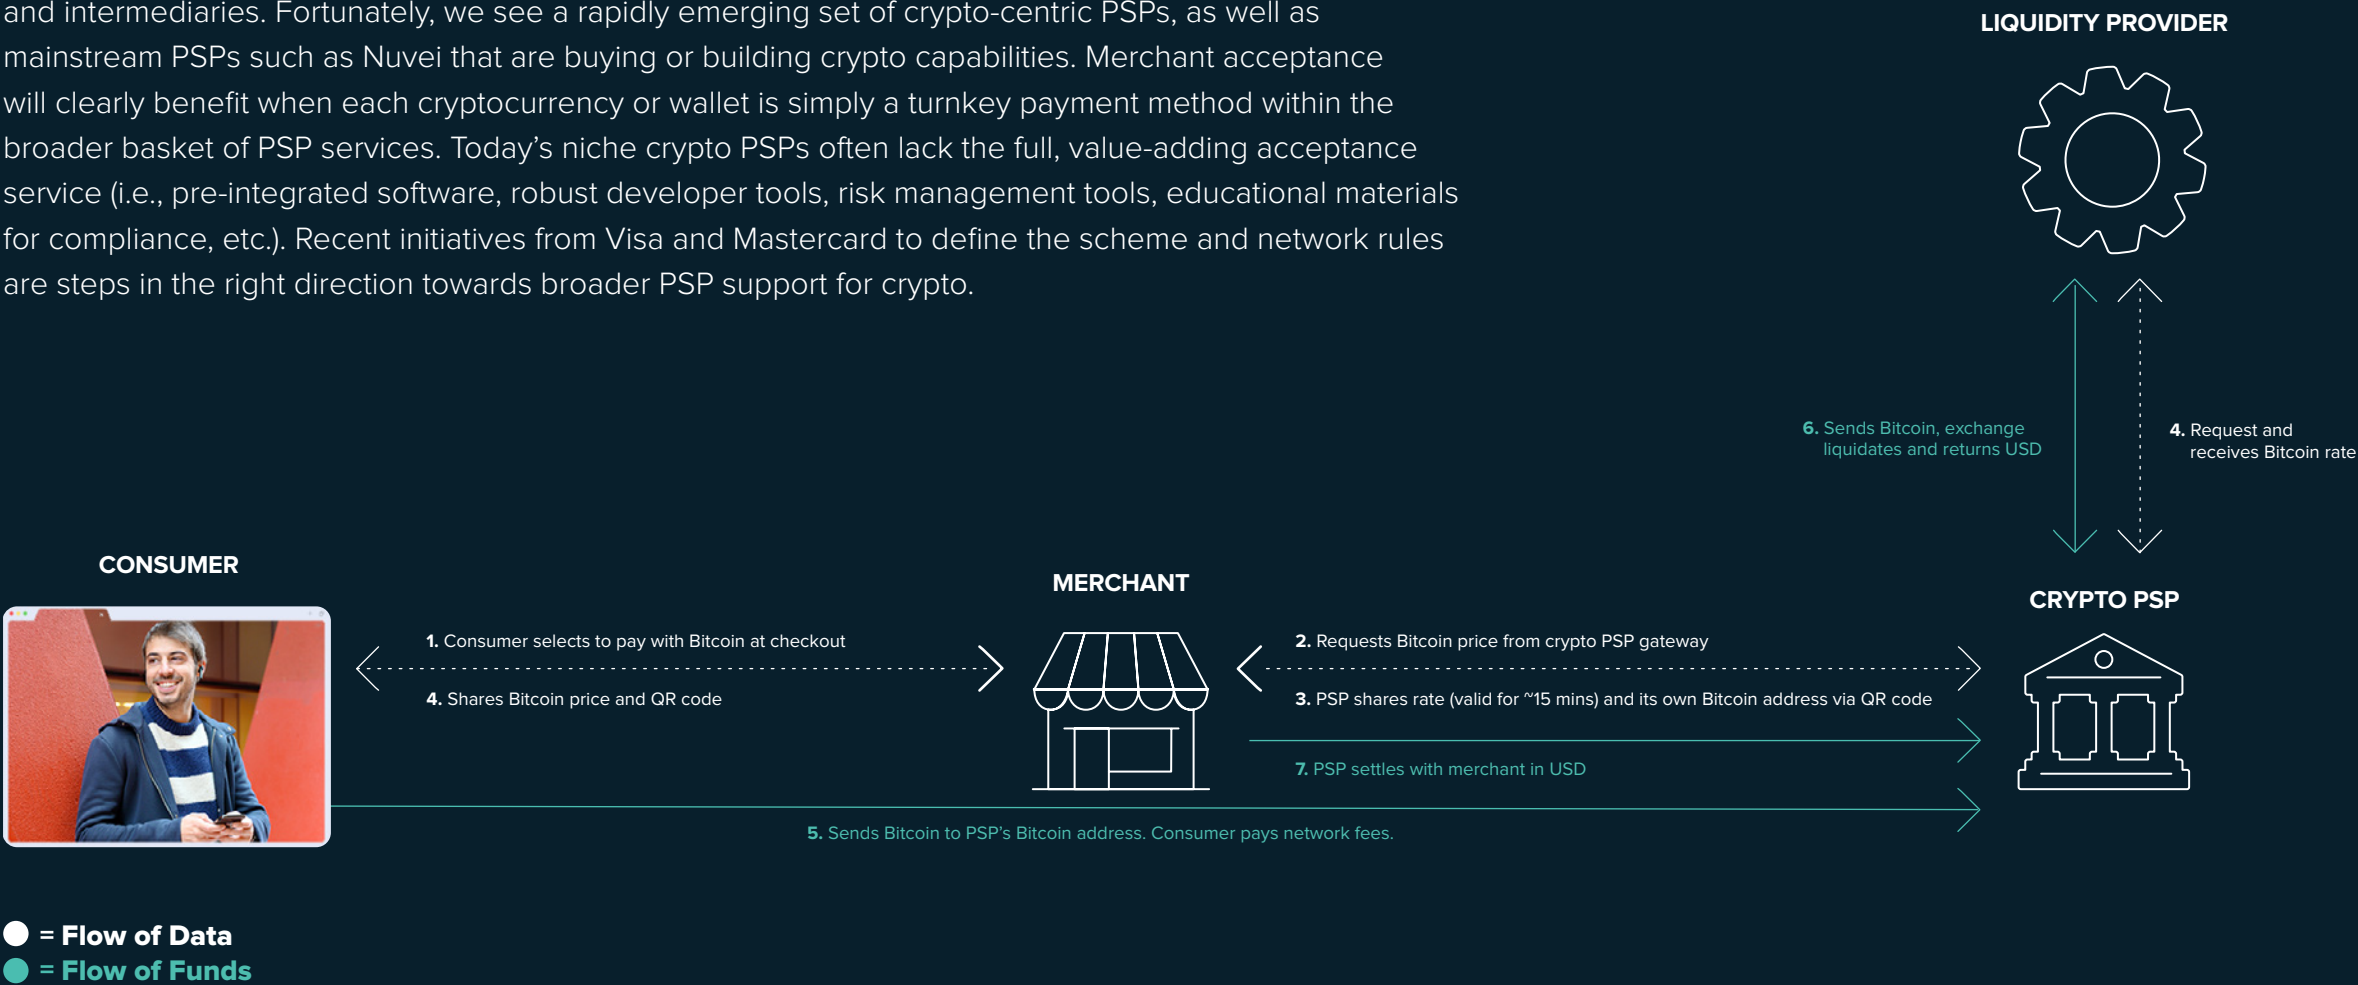 and intermediaries. Fortunately, we see a rapidly emerging set of crypto-centric PSPs, as well as
mainstream PSPs such as Nuvei that are buying or building crypto capabilities. Merchant acceptance
will clearly benefit when each cryptocurrency or wallet is simply a turnkey payment method within the
broader basket of PSP services. Today’s niche crypto PSPs often lack the full, value-adding acceptance
service (i.e., pre-integrated software, robust developer tools, risk management tools, educational materials
for compliance, etc.). Recent initiatives from Visa and Mastercard to define the scheme and network rules
are steps in the right direction towards broader PSP support for crypto.
LIQUIDITY PROVIDER
6. Sends Bitcoin, exchange
liquidates and returns USD
4. Request and
receives Bitcoin rate
CONSUMER
MERCHANT
CRYPTO PSP
1. Consumer selects to pay with Bitcoin at checkout
4. Shares Bitcoin price and QR code
2. Requests Bitcoin price from crypto PSP gateway
3. PSP shares rate (valid for ~15 mins) and its own Bitcoin address via QR code
7. PSP settles with merchant in USD
5. Sends Bitcoin to PSP’s Bitcoin address. Consumer pays network fees.
= Flow of Data
= Flow of Funds